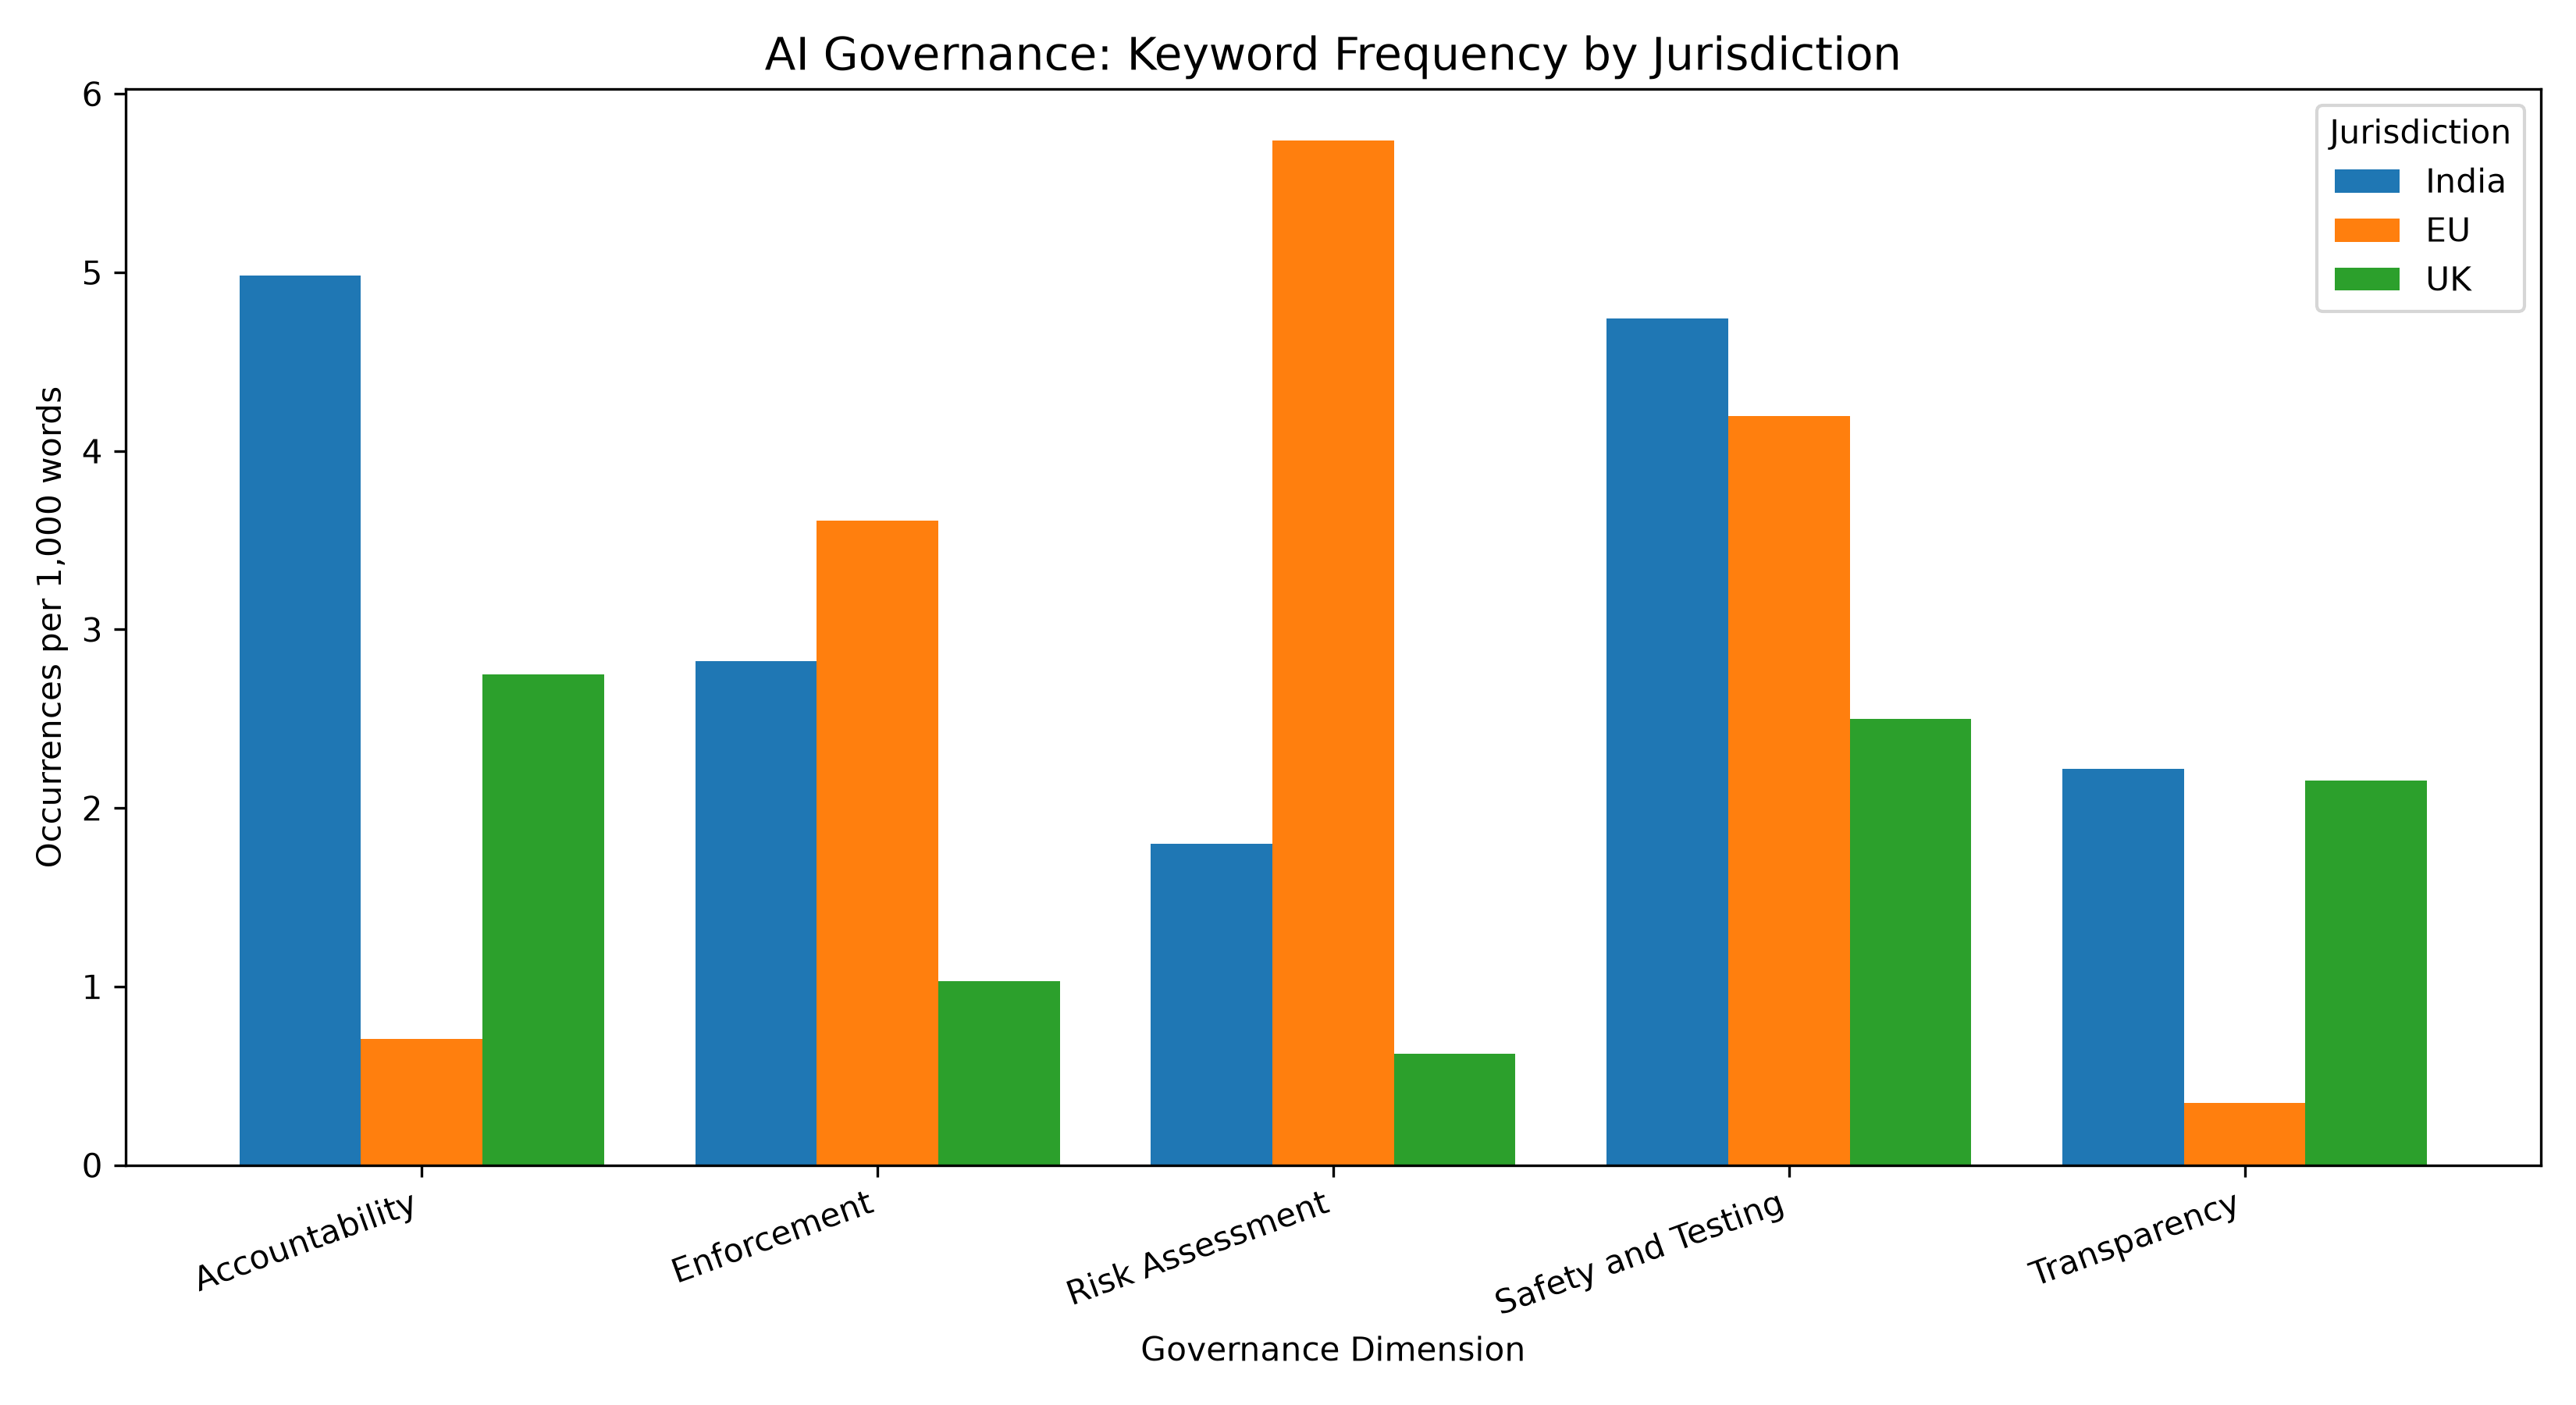 AI Governance: Keyword Frequency by Jurisdiction
6
5
4
3
2
1
0
Occurrences per 1,000 words
Jurisdiction
India
EU
UK
Accountability
Enforcement
Risk Assessment
Safety and Testing
Transparency
Governance Dimension